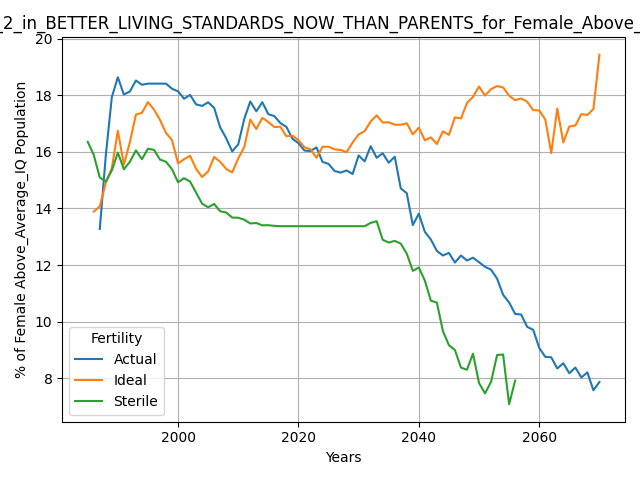 _2_in_BETTER_LIVING_STANDARDS_NOW_THAN_PARENTS_for_Female_Above_
20
18
16
14
12
10
8
% of Female Above_Average_IQ Population
Fertility
Actual
Ideal
Sterile
2000
2020
2040
2060
Years